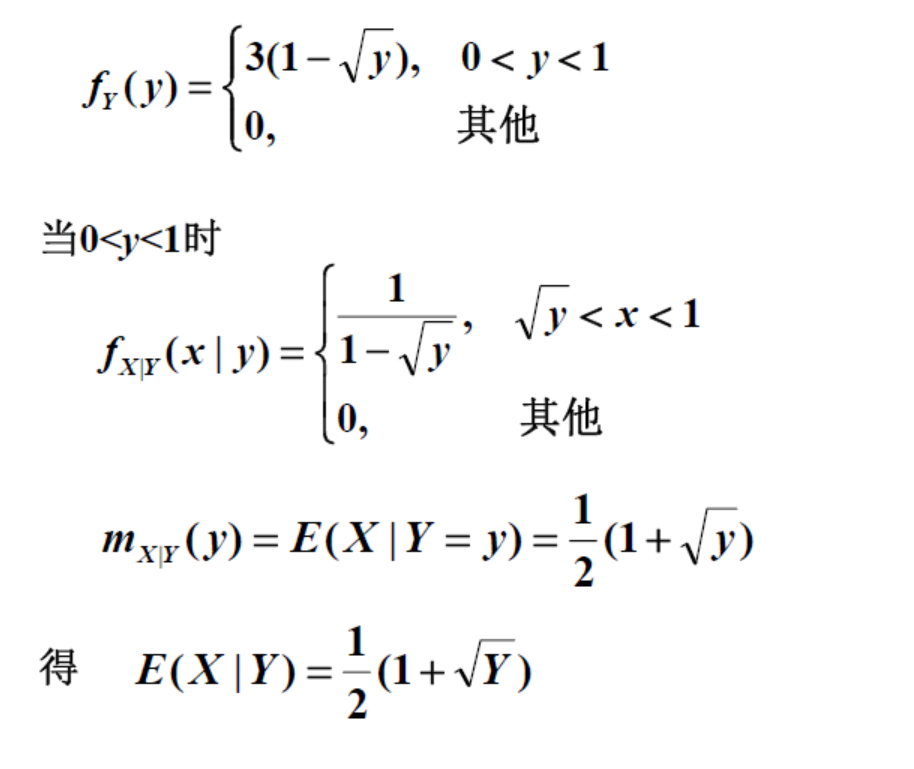 f_Y(y) = { 3(1−√y), 0 < y < 1
0, 其他
当0<y<1时
f_{X|Y}(x | y) = { 1/(1−√y), √y < x < 1
0, 其他
m_{X|Y}(y) = E(X | Y = y) = 1/2 (1+√y)
得 E(X | Y) = 1/2 (1+√Y)